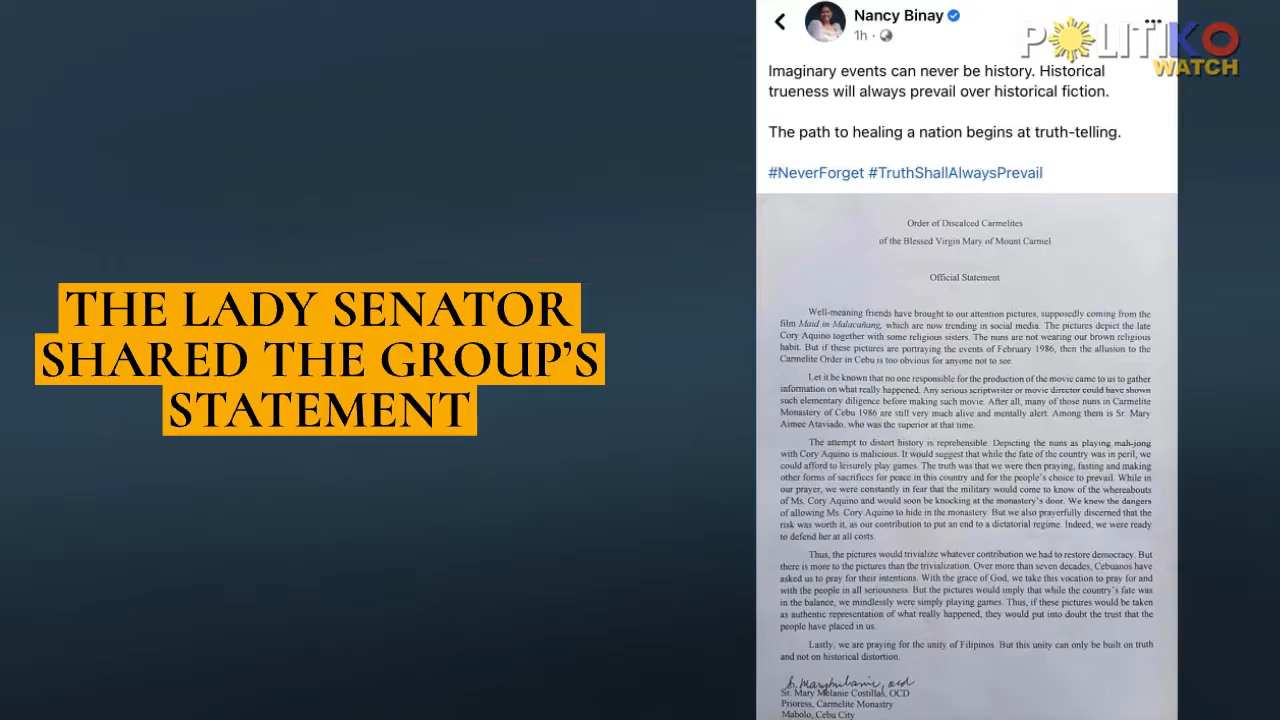 Nancy Binay
1h
POLITIKO
WATCH
Imaginary events can never be history. Historical
trueness will always prevail over historical fiction.
The path to healing a nation begins at truth-telling.
#NeverForget #TruthShallAlwaysPrevail
THE LADY SENATOR
SHARED THE GROUP’S
STATEMENT
Order of Discalced Carmelites
of the Blessed Virgin Mary of Mount Carmel
Official Statement
Well-meaning friends have brought to our attention pictures, supposedly coming from the
film Maid in Malacañang, which are now trending in social media. The pictures depict the late
Cory Aquino together with some religious sisters. The nuns are not wearing our brown religious
habit. But if these pictures are portraying the events of February 1986, then the allusion to the
Carmelite Order in Cebu is too obvious for anyone not to see.
Let it be known that no one responsible for the production of the movie came to us to gather
information on what really happened. Any serious scriptwriter or movie director could have shown
such elementary diligence before making such movie. After all, many of those nuns in Carmelite
Monastery of Cebu 1986 are still very much alive and mentally alert. Among them is Sr. Mary
Aimee Ataviado, who was the superior at that time.
The attempt to distort history is reprehensible. Depicting the nuns as playing mah-jong
with Cory Aquino is malicious. It would suggest that while the fate of the country was in peril, we
could afford to leisurely play games. The truth was that we were then praying, fasting and making
other forms of sacrifices for peace in this country and for the people's choice to prevail. While in
our prayer, we were constantly in fear that the military would come to know of the whereabouts
of Ms. Cory Aquino and would soon be knocking at the monastery's door. We knew the dangers
of allowing Ms. Cory Aquino to hide in the monastery. But we also prayerfully discerned that the
risk was worth it, as our contribution to put an end to a dictatorial regime. Indeed, we were ready
to defend her at all costs.
Thus, the pictures would trivialize whatever contribution we had to restore democracy. But
there is more to the pictures than the trivialization. Over more than seven decades, Cebuanos have
asked us to pray for their intentions. With the grace of God, we take this vocation to pray for and
with the people in all seriousness. But the pictures would imply that while the country's fate was
in the balance, we mindlessly were simply playing games. Thus, if these pictures would be taken
as authentic representation of what really happened, they would put into doubt the trust that the
people have placed in us.
Lastly, we are praying for the unity of Filipinos. But this unity can only be built on truth
and not on historical distortion.
Sr. Mary Melanie Costillas, OCD
Prioress, Carmelite Monastry
Mabolo, Cebu City